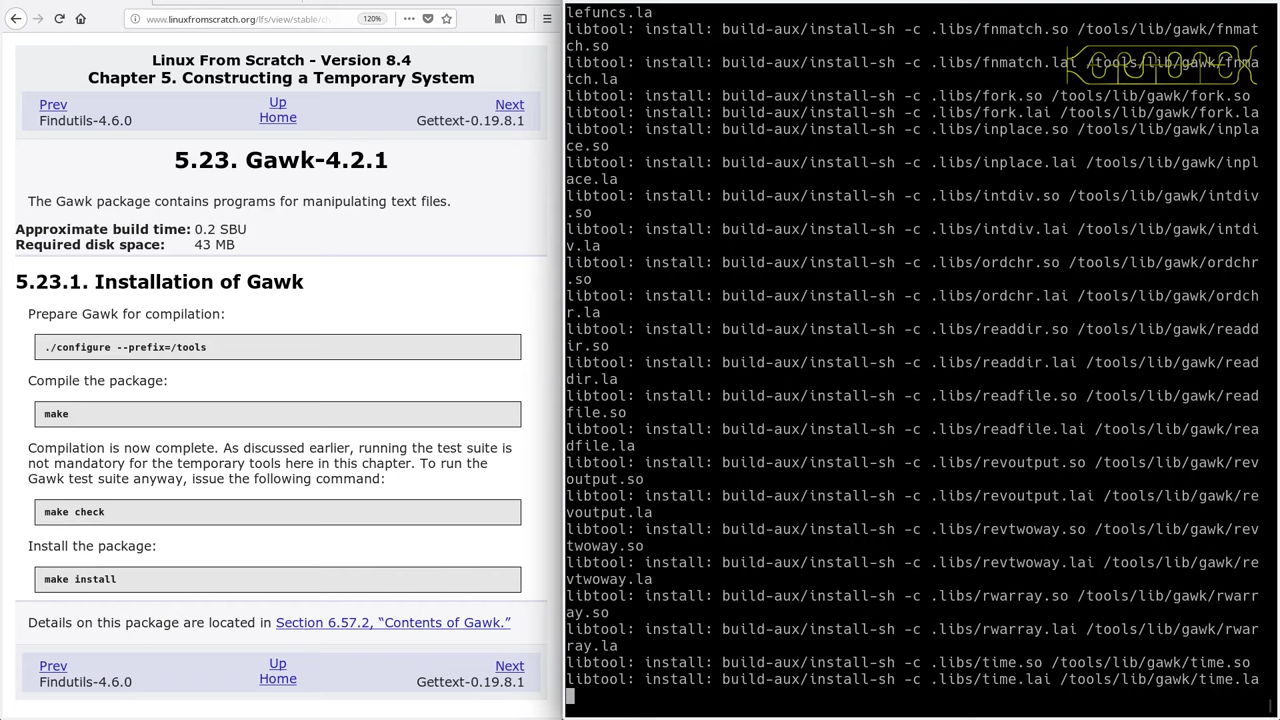 www.linuxfromscratch.org/lfs/view/stable/ch
120%
Linux From Scratch - Version 8.4
Chapter 5. Constructing a Temporary System
Prev
Up
Next
Findutils-4.6.0
Home
Gettext-0.19.8.1
5.23. Gawk-4.2.1
The Gawk package contains programs for manipulating text files.
Approximate build time: 0.2 SBU
Required disk space: 43 MB
5.23.1. Installation of Gawk
Prepare Gawk for compilation:
./configure --prefix=/tools
Compile the package:
make
Compilation is now complete. As discussed earlier, running the test suite is
not mandatory for the temporary tools here in this chapter. To run the
Gawk test suite anyway, issue the following command:
make check
Install the package:
make install
Details on this package are located in Section 6.57.2, “Contents of Gawk.”
Prev
Up
Next
Findutils-4.6.0
Home
Gettext-0.19.8.1
lefuncs.la
libtool: install: build-aux/install-sh -c .libs/fnmatch.so /tools/lib/gawk/fnmat
ch.so
libtool: install: build-aux/install-sh -c .libs/fnmatch.lai /tools/lib/gawk/fnma
tch.la
libtool: install: build-aux/install-sh -c .libs/fork.so /tools/lib/gawk/fork.so
libtool: install: build-aux/install-sh -c .libs/fork.lai /tools/lib/gawk/fork.la
libtool: install: build-aux/install-sh -c .libs/inplace.so /tools/lib/gawk/inpla
ce.so
libtool: install: build-aux/install-sh -c .libs/inplace.lai /tools/lib/gawk/inpl
ace.la
libtool: install: build-aux/install-sh -c .libs/intdiv.so /tools/lib/gawk/intdiv
.so
libtool: install: build-aux/install-sh -c .libs/intdiv.lai /tools/lib/gawk/intdi
v.la
libtool: install: build-aux/install-sh -c .libs/ordchr.so /tools/lib/gawk/ordchr
.so
libtool: install: build-aux/install-sh -c .libs/ordchr.lai /tools/lib/gawk/ordch
r.la
libtool: install: build-aux/install-sh -c .libs/readdir.so /tools/lib/gawk/readd
ir.so
libtool: install: build-aux/install-sh -c .libs/readdir.lai /tools/lib/gawk/read
dir.la
libtool: install: build-aux/install-sh -c .libs/readfile.so /tools/lib/gawk/read
file.so
libtool: install: build-aux/install-sh -c .libs/readfile.lai /tools/lib/gawk/rea
dfile.la
libtool: install: build-aux/install-sh -c .libs/revoutput.so /tools/lib/gawk/rev
output.so
libtool: install: build-aux/install-sh -c .libs/revoutput.lai /tools/lib/gawk/re
voutput.la
libtool: install: build-aux/install-sh -c .libs/revtwoway.so /tools/lib/gawk/rev
twoway.so
libtool: install: build-aux/install-sh -c .libs/revtwoway.lai /tools/lib/gawk/re
vtwoway.la
libtool: install: build-aux/install-sh -c .libs/rwarray.so /tools/lib/gawk/rwarr
ay.so
libtool: install: build-aux/install-sh -c .libs/rwarray.lai /tools/lib/gawk/rwar
ray.la
libtool: install: build-aux/install-sh -c .libs/time.so /tools/lib/gawk/time.so
libtool: install: build-aux/install-sh -c .libs/time.lai /tools/lib/gawk/time.la